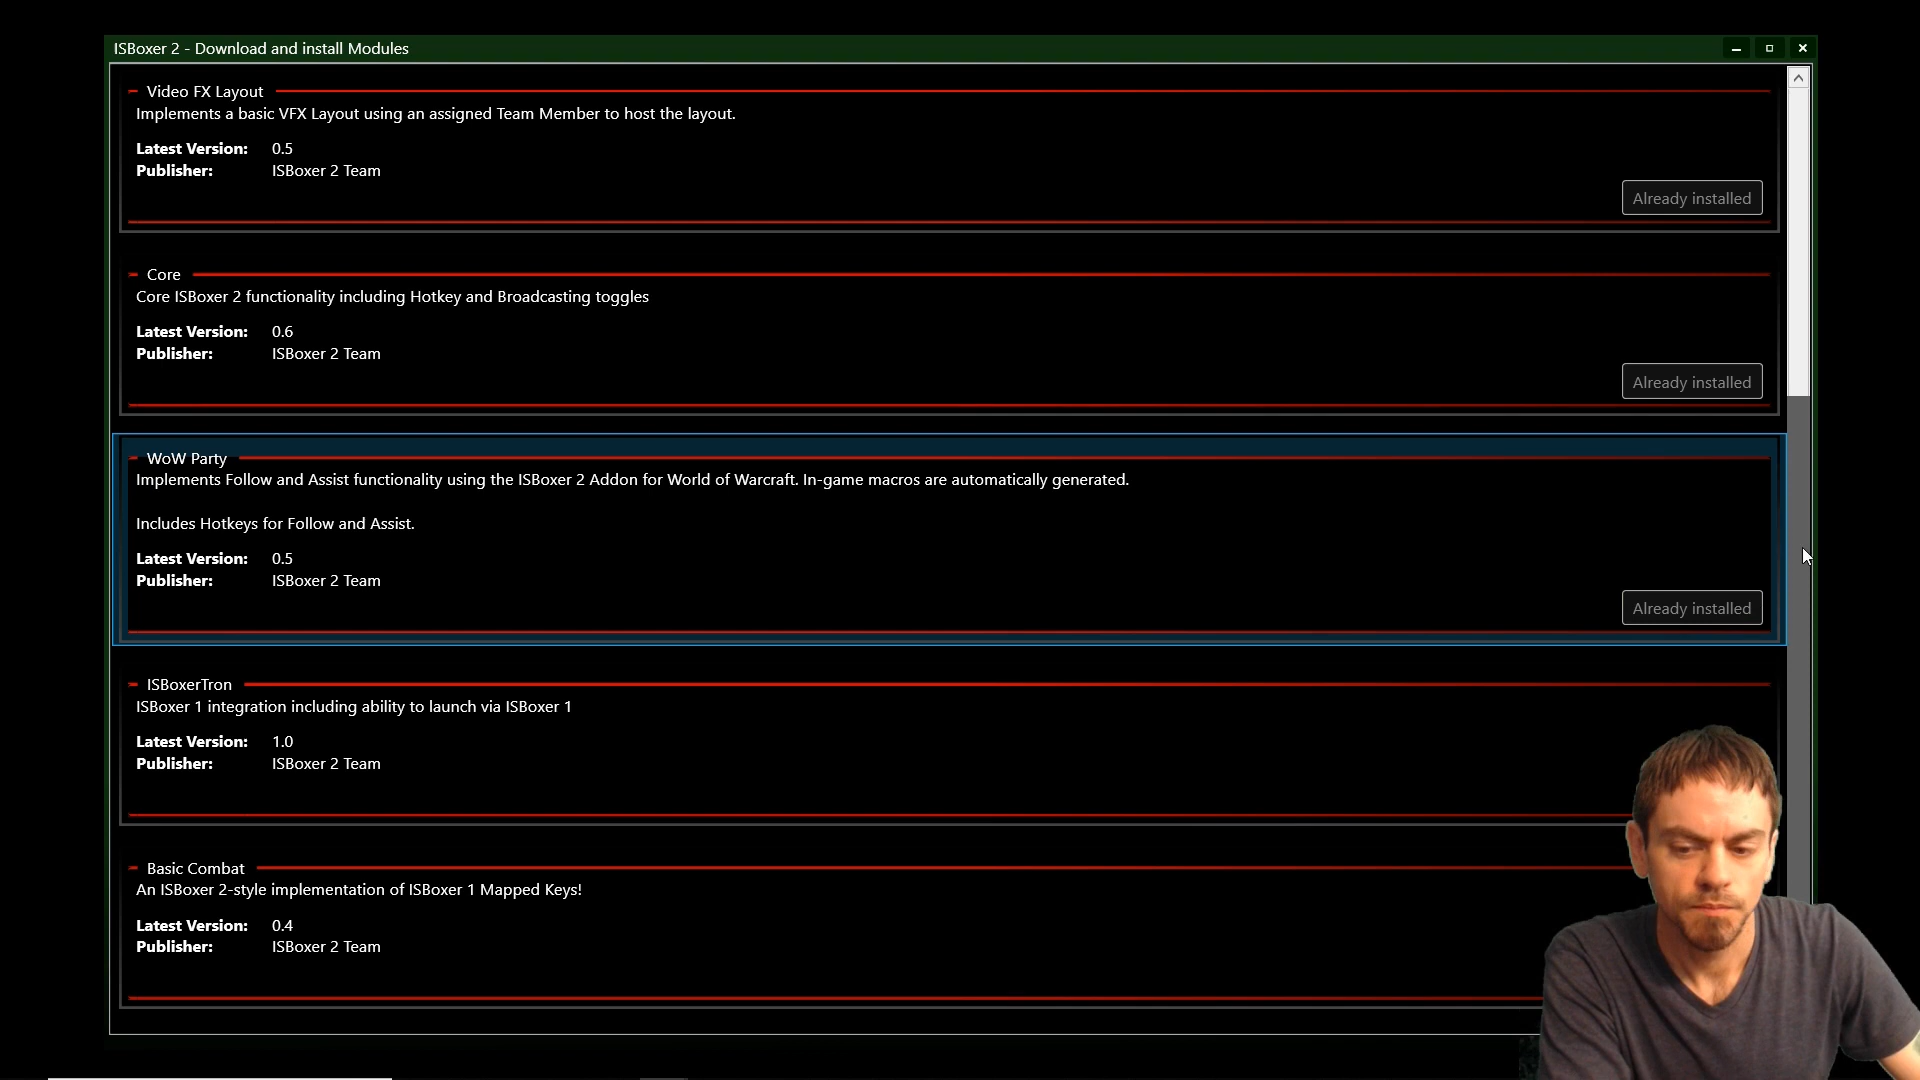 ISBoxer 2 - Download and install Modules
Video FX Layout
Implements a basic VFX Layout using an assigned Team Member to host the layout.
Latest Version: 0.5
Publisher: ISBoxer 2 Team
Already installed
Core
Core ISBoxer 2 functionality including Hotkey and Broadcasting toggles
Latest Version: 0.6
Publisher: ISBoxer 2 Team
Already installed
WoW Party
Implements Follow and Assist functionality using the ISBoxer 2 Addon for World of Warcraft. In-game macros are automatically generated.
Includes Hotkeys for Follow and Assist.
Latest Version: 0.5
Publisher: ISBoxer 2 Team
Already installed
ISBoxerTron
ISBoxer 1 integration including ability to launch via ISBoxer 1
Latest Version: 1.0
Publisher: ISBoxer 2 Team
Basic Combat
An ISBoxer 2-style implementation of ISBoxer 1 Mapped Keys!
Latest Version: 0.4
Publisher: ISBoxer 2 Team